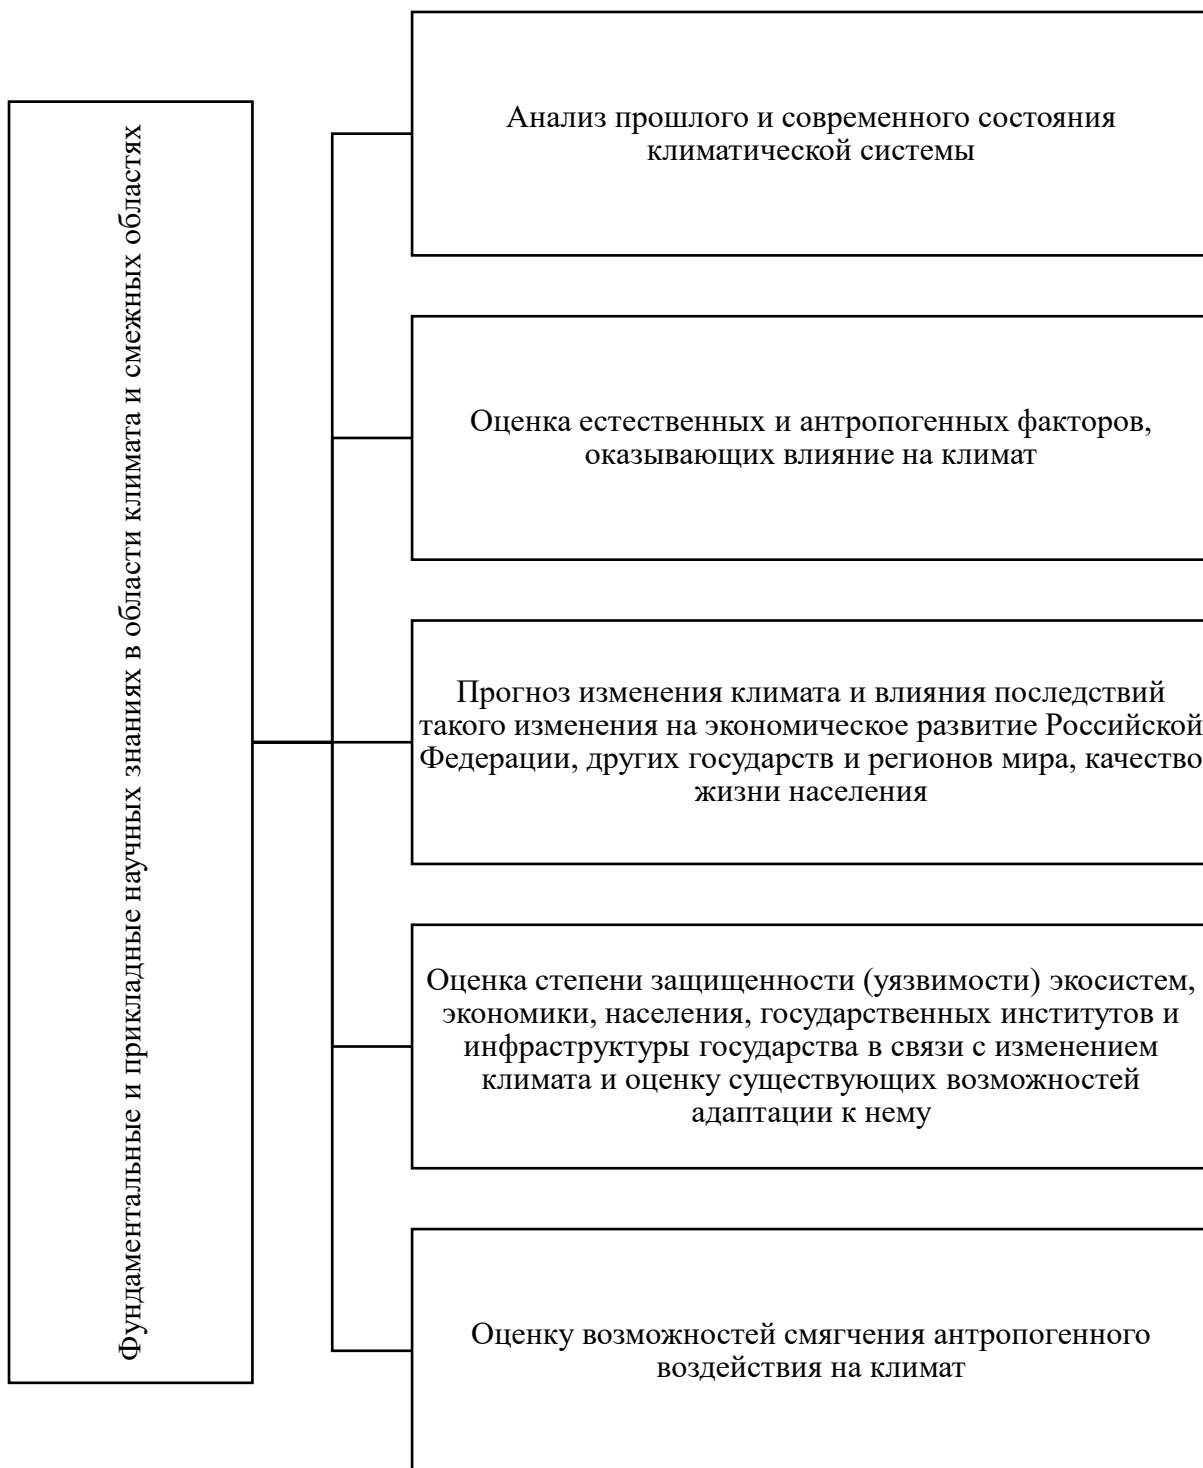 Фундаментальные и прикладные научных знаниях в области климата и смежных областях
Анализ прошлого и современного состояния
климатической системы
Оценка естественных и антропогенных факторов,
оказывающих влияние на климат
Прогноз изменения климата и влияния последствий
такого изменения на экономическое развитие Российской
Федерации, других государств и регионов мира, качество
жизни населения
Оценка степени защищенности (уязвимости) экосистем,
экономики, населения, государственных институтов и
инфраструктуры государства в связи с изменением
климата и оценку существующих возможностей
адаптации к нему
Оценку возможностей смягчения антропогенного
воздействия на климат